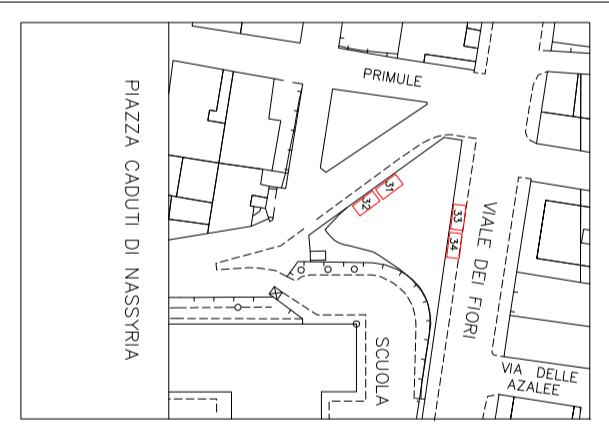 PIAZZA CADUTI DI NASSYRIA
PRIMULE
31
32
33
34
VIALE DEI FIORI
VIA DELLE
AZALEE
SCUOLA